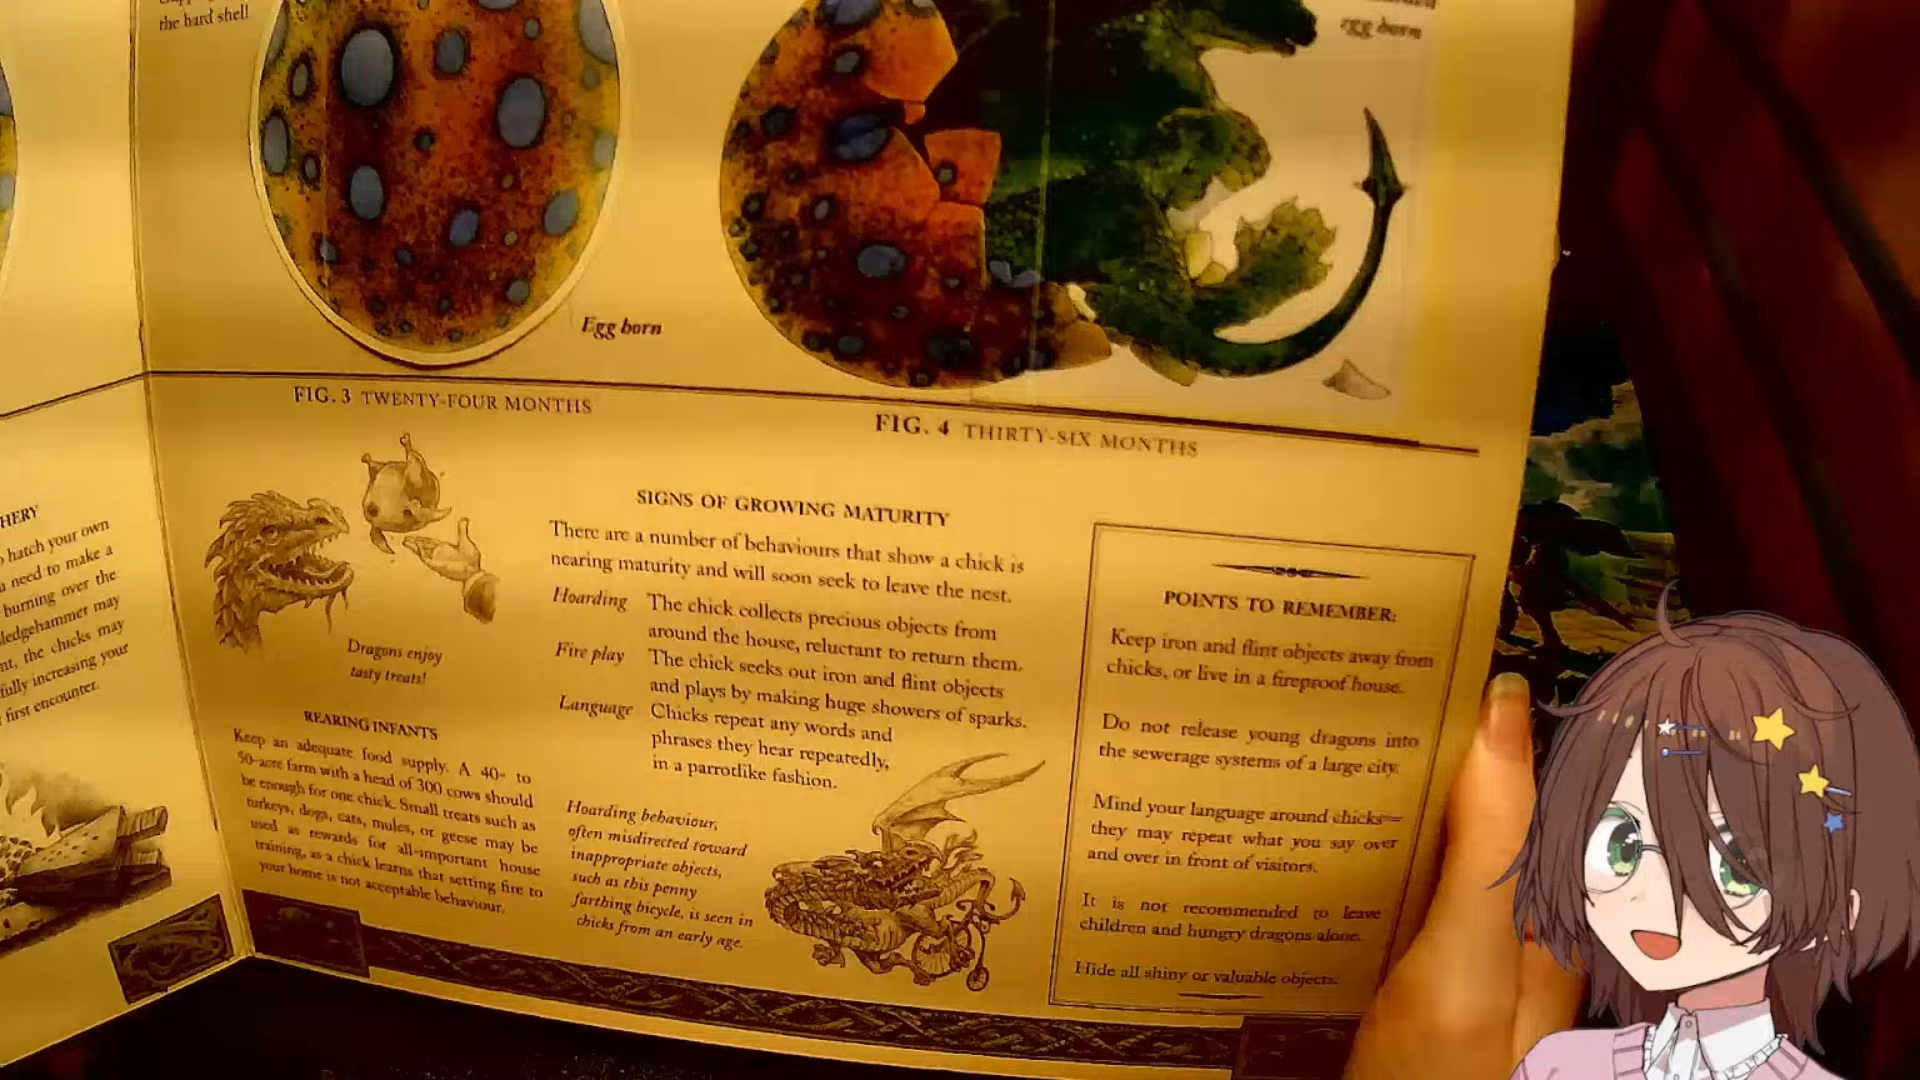 the hard shell
egg born
Egg born
FIG. 3 TWENTY-FOUR MONTHS
FIG. 4 THIRTY-SIX MONTHS
HERY
hatch your own
need to make a
burning over the
ledgehammer may
nt, the chicks may
fully increasing your
first encounter.
Dragons enjoy
tasty treats!
REARING INFANTS
Keep an adequate food supply. A 40- to
50-acre farm with a head of 300 cows should
be enough for one chick. Small treats such as
turkeys, dogs, cats, mules, or geese may be
used as rewards for all-important house
training, as a chick learns that setting fire to
your home is not acceptable behaviour.
SIGNS OF GROWING MATURITY
There are a number of behaviours that show a chick is
nearing maturity and will soon seek to leave the nest.
Hoarding The chick collects precious objects from
around the house, reluctant to return them.
Fire play The chick seeks out iron and flint objects
and plays by making huge showers of sparks.
Language Chicks repeat any words and
phrases they hear repeatedly,
in a parrotlike fashion.
Hoarding behaviour,
often misdirected toward
inappropriate objects,
such as this penny
farthing bicycle, is seen in
chicks from an early age.
POINTS TO REMEMBER:
Keep iron and flint objects away from
chicks, or live in a fireproof house.
Do not release young dragons into
the sewerage systems of a large city.
Mind your language around chicks—
they may repeat what you say over
and over in front of visitors.
It is not recommended to leave
children and hungry dragons alone.
Hide all shiny or valuable objects.